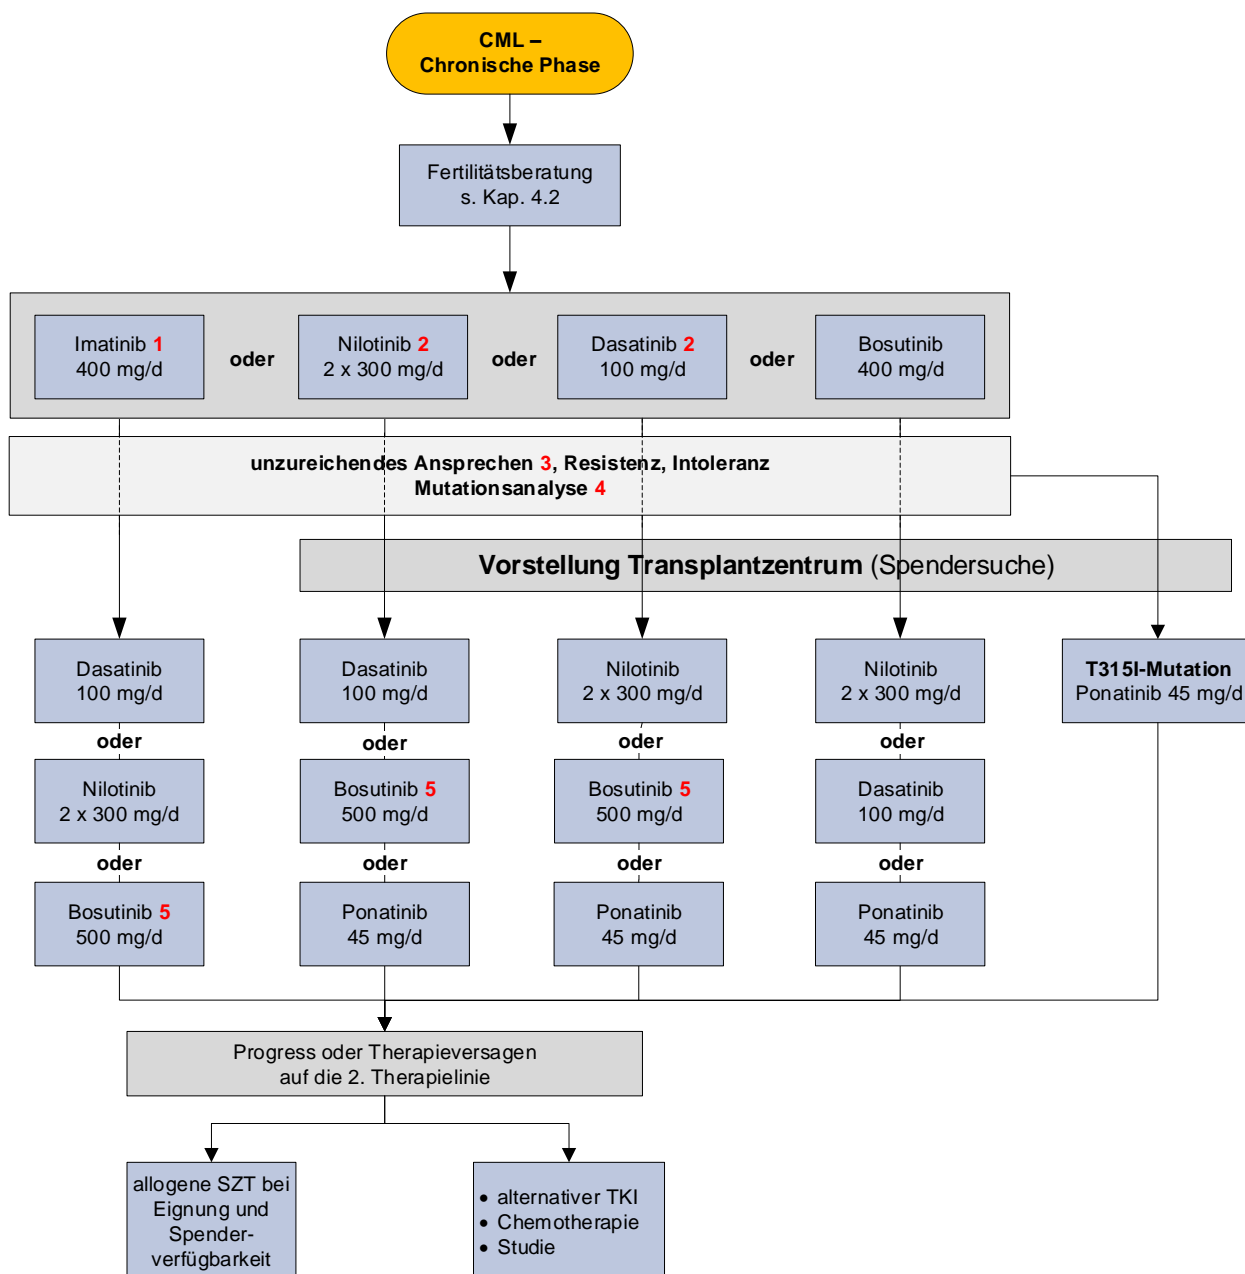 CML –
Chronische Phase
Fertilitätsberatung
s. Kap. 4.2
Imatinib 1
400 mg/d
oder
Nilotinib 2
2 x 300 mg/d
oder
Dasatinib 2
100 mg/d
oder
Bosutinib
400 mg/d
unzureichendes Ansprechen 3, Resistenz, Intoleranz
Mutationsanalyse 4
Vorstellung Transplantzentrum (Spendersuche)
Dasatinib
100 mg/d
oder
Nilotinib
2 x 300 mg/d
oder
Bosutinib 5
500 mg/d
Dasatinib
100 mg/d
oder
Bosutinib 5
500 mg/d
oder
Ponatinib
45 mg/d
Nilotinib
2 x 300 mg/d
oder
Bosutinib 5
500 mg/d
oder
Ponatinib
45 mg/d
Nilotinib
2 x 300 mg/d
oder
Dasatinib
100 mg/d
oder
Ponatinib
45 mg/d
T315I-Mutation
Ponatinib 45 mg/d
Progress oder Therapieversagen
auf die 2. Therapielinie
allogene SZT bei
Eignung und
Spender-
verfügbarkeit
• alternativer TKI
• Chemotherapie
• Studie